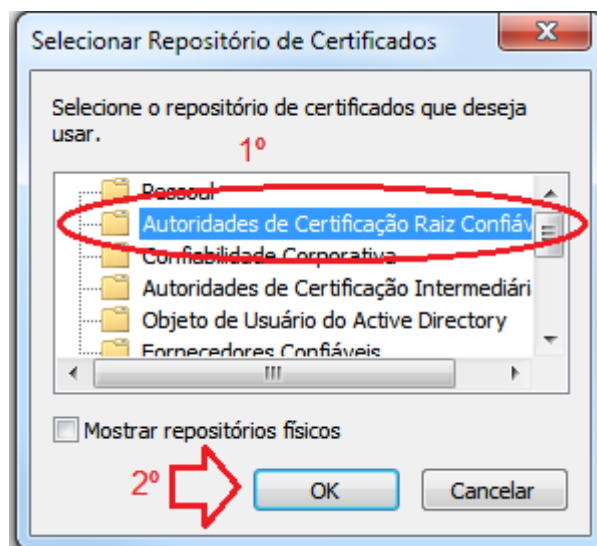 Selecionar Repositório de Certificados
Selecione o repositório de certificados que deseja
usar.
1º
Pessoal
Autoridades de Certificação Raiz Confiáv
Confiabilidade Corporativa
Autoridades de Certificação Intermediári
Objeto de Usuário do Active Directory
Fornecedores Confiáveis
Mostrar repositórios físicos
2º OK Cancelar